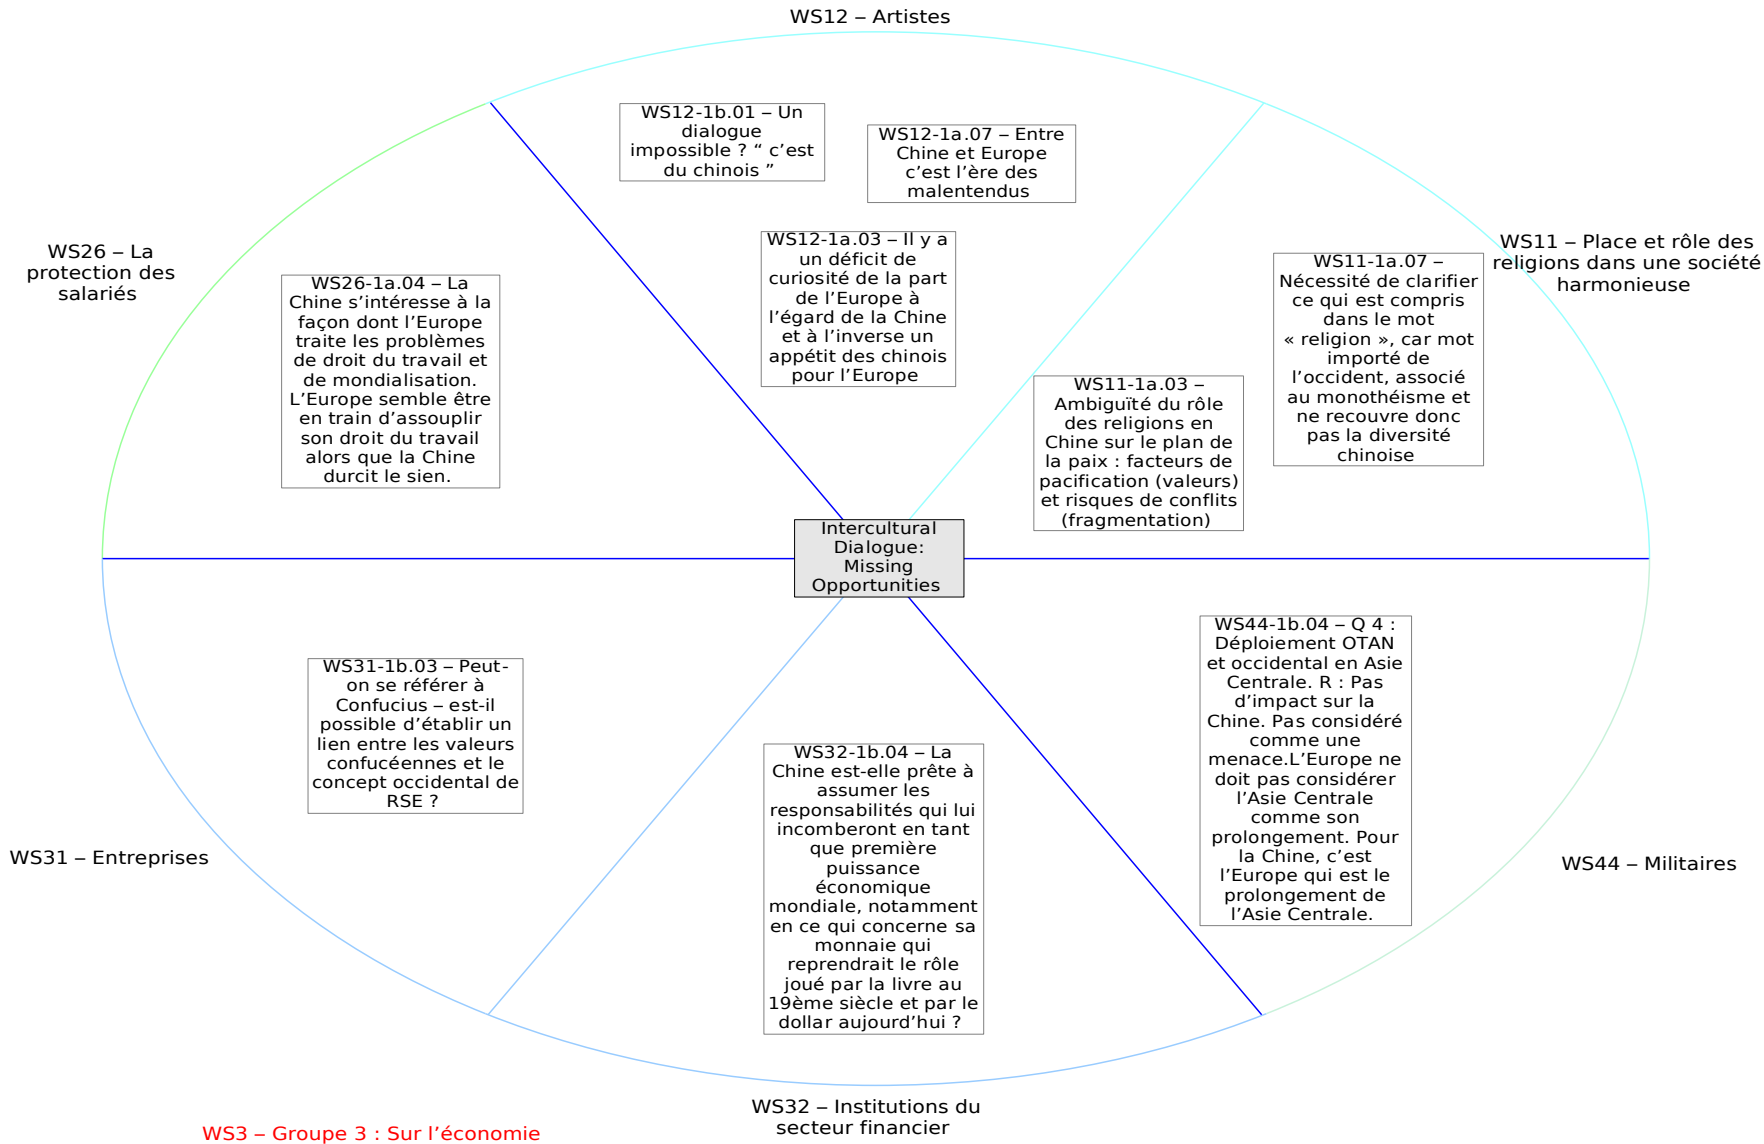 WS12 – Artistes
WS12-1b.01 – Un
dialogue
impossible ? “ c’est
du chinois ”
WS12-1a.07 – Entre
Chine et Europe
c’est l’ère des
malentendus
WS12-1a.03 – Il y a
un déficit de
curiosité de la part
de l’Europe à
l’égard de la Chine
et à l’inverse un
appétit des chinois
pour l’Europe
WS26 – La
protection des
salariés
WS26-1a.04 – La
Chine s’intéresse à la
façon dont l’Europe
traite les problèmes
de droit du travail et
de mondialisation.
L’Europe semble être
en train d’assouplir
son droit du travail
alors que la Chine
durcit le sien.
WS11 – Place et rôle des
religions dans une société
harmonieuse
WS11-1a.07 –
Nécessité de clarifier
ce qui est compris
dans le mot
« religion », car mot
importé de
l’occident, associé
au monothéisme et
ne recouvre donc
pas la diversité
chinoise
WS11-1a.03 –
Ambiguïté du rôle
des religions en
Chine sur le plan de
la paix : facteurs de
pacification (valeurs)
et risques de conflits
(fragmentation)
Intercultural
Dialogue:
Missing
Opportunities
WS31-1b.03 – Peut-
on se référer à
Confucius – est-il
possible d’établir un
lien entre les valeurs
confucéennes et le
concept occidental de
RSE ?
WS31 – Entreprises
WS32-1b.04 – La
Chine est-elle prête à
assumer les
responsabilités qui lui
incomberont en tant
que première
puissance
économique
mondiale, notamment
en ce qui concerne sa
monnaie qui
reprendrait le rôle
joué par la livre au
19ème siècle et par le
dollar aujourd’hui ?
WS44-1b.04 – Q 4 :
Déploiement OTAN
et occidental en Asie
Centrale. R : Pas
d’impact sur la
Chine. Pas considéré
comme une
menace.L’Europe ne
doit pas considérer
l’Asie Centrale
comme son
prolongement. Pour
la Chine, c’est
l’Europe qui est le
prolongement de
l’Asie Centrale.
WS44 – Militaires
WS32 – Institutions du
secteur financier
WS3 – Groupe 3 : Sur l’économie